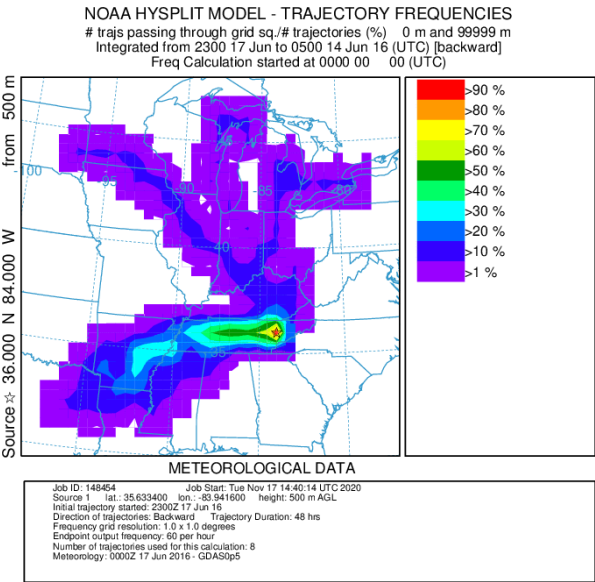 NOAA HYSPLIT MODEL - TRAJECTORY FREQUENCIES
# trajs passing through grid sq./# trajectories (%) 0 m and 99999 m
Integrated from 2300 17 Jun to 0500 14 Jun 16 (UTC) [backward]
Freq Calculation started at 0000 00 00 (UTC)
Source ☆ 36.000 N 84.000 W from 500 m
-100
-95
-90
-85
-80
45
40
35
>90 %
>80 %
>70 %
>60 %
>50 %
>40 %
>30 %
>20 %
>10 %
>1 %
METEOROLOGICAL DATA
Job ID: 148454 Job Start: Tue Nov 17 14:40:14 UTC 2020
Source 1 lat.: 35.633400 lon.: -83.941600 height: 500 m AGL
Initial trajectory started: 2300Z 17 Jun 16
Direction of trajectories: Backward Trajectory Duration: 48 hrs
Frequency grid resolution: 1.0 x 1.0 degrees
Endpoint output frequency: 60 per hour
Number of trajectories used for this calculation: 8
Meteorology: 0000Z 17 Jun 2016 - GDAS0p5